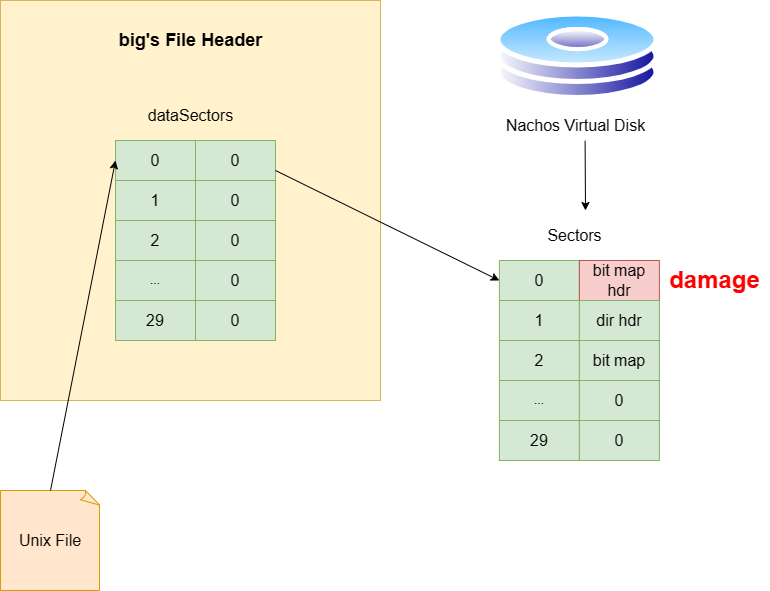 big's File Header
dataSectors
0 0
1 0
2 0
... 0
29 0
Unix File
Nachos Virtual Disk
Sectors
0 bit map
hdr
damage
1 dir hdr
2 bit map
... 0
29 0